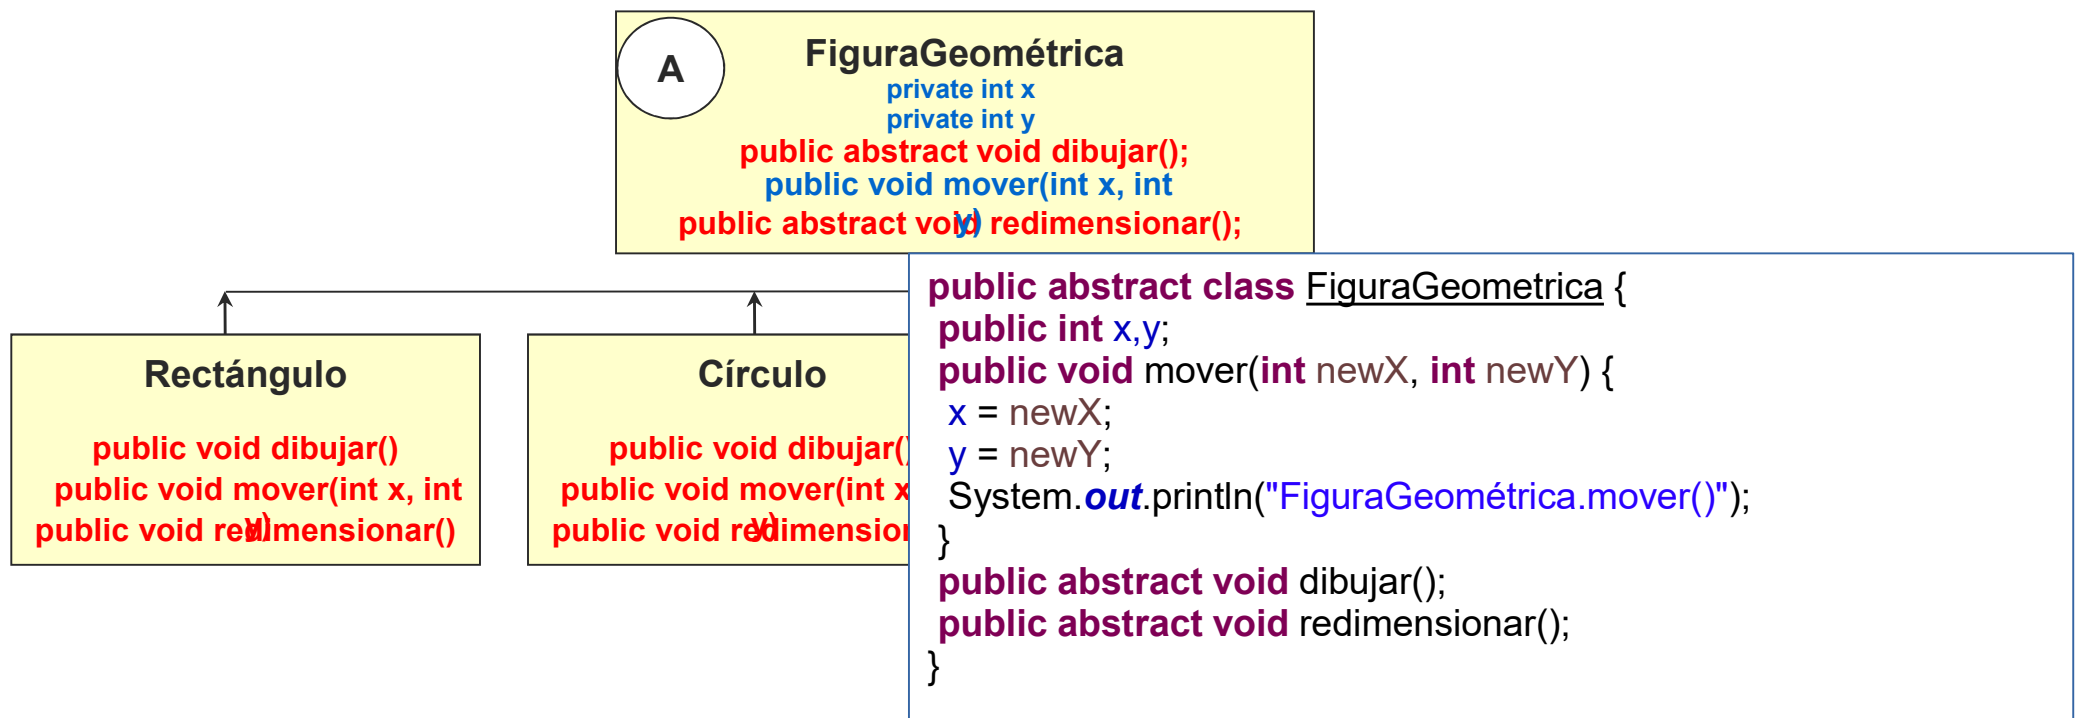 A
FiguraGeométrica
private int x
private int y
public abstract void dibujar();
public void mover(int x, int
y)
public abstract void redimensionar();
Rectángulo
public void dibujar()
public void mover(int x, int
y)
public void redimensionar()
Círculo
public void dibujar()
public void mover(int x
y)
public void redimension
public abstract class FiguraGeometrica {
public int x,y;
public void mover(int newX, int newY) {
x = newX;
y = newY;
System.out.println("FiguraGeométrica.mover()");
}
public abstract void dibujar();
public abstract void redimensionar();
}